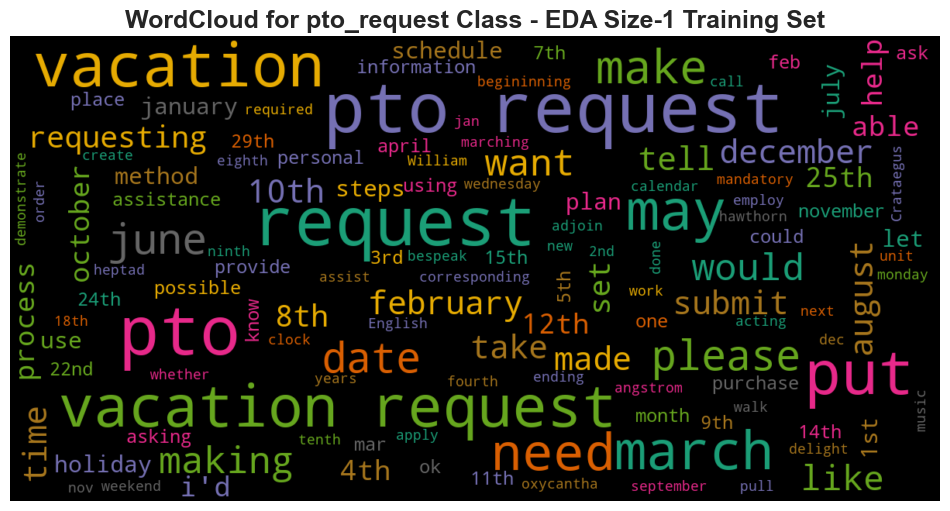 WordCloud for pto_request Class - EDA Size-1 Training Set
vacation
schedule
7th
make
feb
help
ask
information
begininning
call
july
place
january
required
pto request
able
jan
requesting
29th
april
marching
create
eighth
personal
William
want
tell
december
demonstrate
order
october
method
10th
steps
using
wednesday
calendar
mandatory
25th
Crataegus
assistance
plan
employ
june
request
adjoin
may
hawthorn
november
ninth
3rd
bespeak
15th
new
2nd
done
could
let
heptad
provide
assist
corresponding
5th
set
would
unit
monday
process
24th
possible
know
february
work
submit
august
18th
use
pto
8th
English
12th
one
acting
next
clock
date
take
made
please
dec
22nd
whether
years
fourth
ending
angstrom
purchase
put
vacation request
month
9th
walk
music
time
asking
tenth
mar
apply
need
march
14th
1st
delight
holiday
making
4th
ok
11th
oxycantha
september
pull
like
nov
weekend
i'd